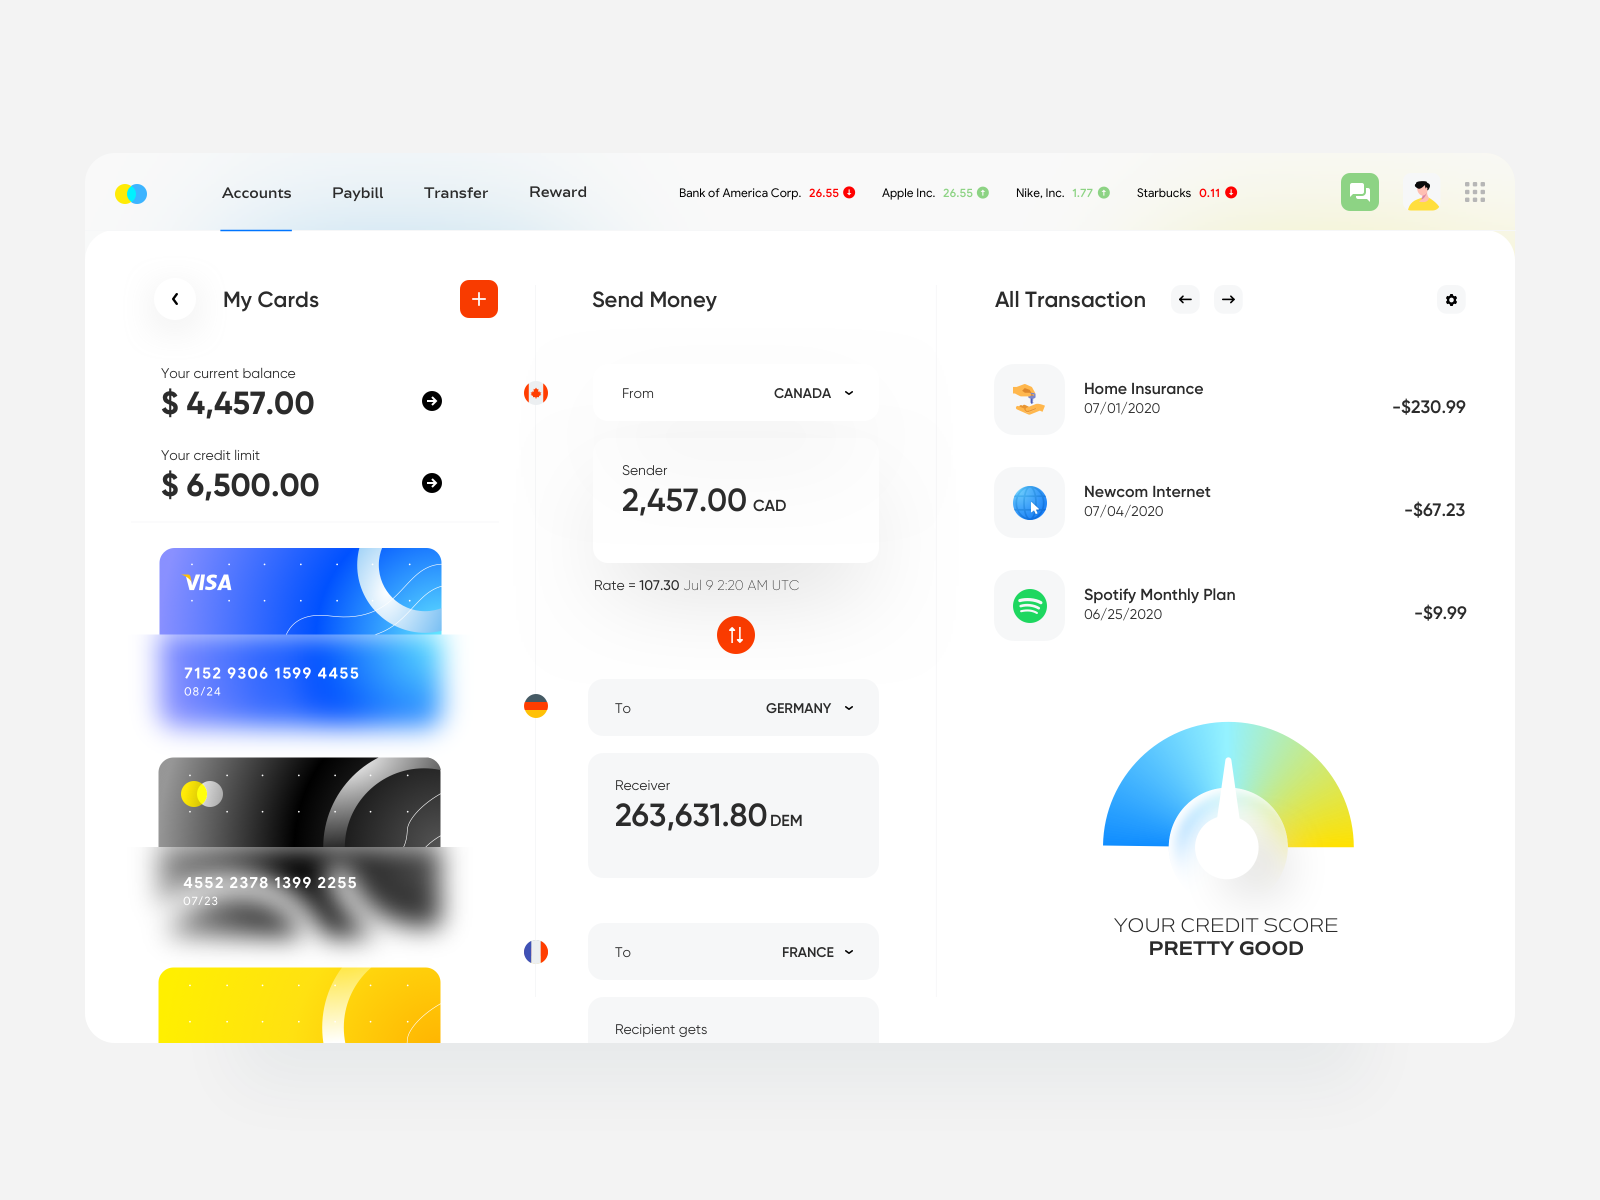 Accounts Paybill Transfer Reward
Bank of America Corp. 26.55 Apple Inc. 26.55 Nike, Inc. 1.77 Starbucks 0.11
My Cards
Your current balance
$ 4,457.00
Your credit limit
$ 6,500.00
VISA
7152 9306 1599 4455
08/24
4552 2378 1399 2255
07/23
Send Money
From CANADA
Sender
2,457.00 CAD
Rate = 107.30 Jul 9 2:20 AM UTC
To GERMANY
Receiver
263,631.80 DEM
To FRANCE
Recipient gets
All Transaction
Home Insurance
07/01/2020
-$230.99
Newcom Internet
07/04/2020
-$67.23
Spotify Monthly Plan
06/25/2020
-$9.99
YOUR CREDIT SCORE
PRETTY GOOD